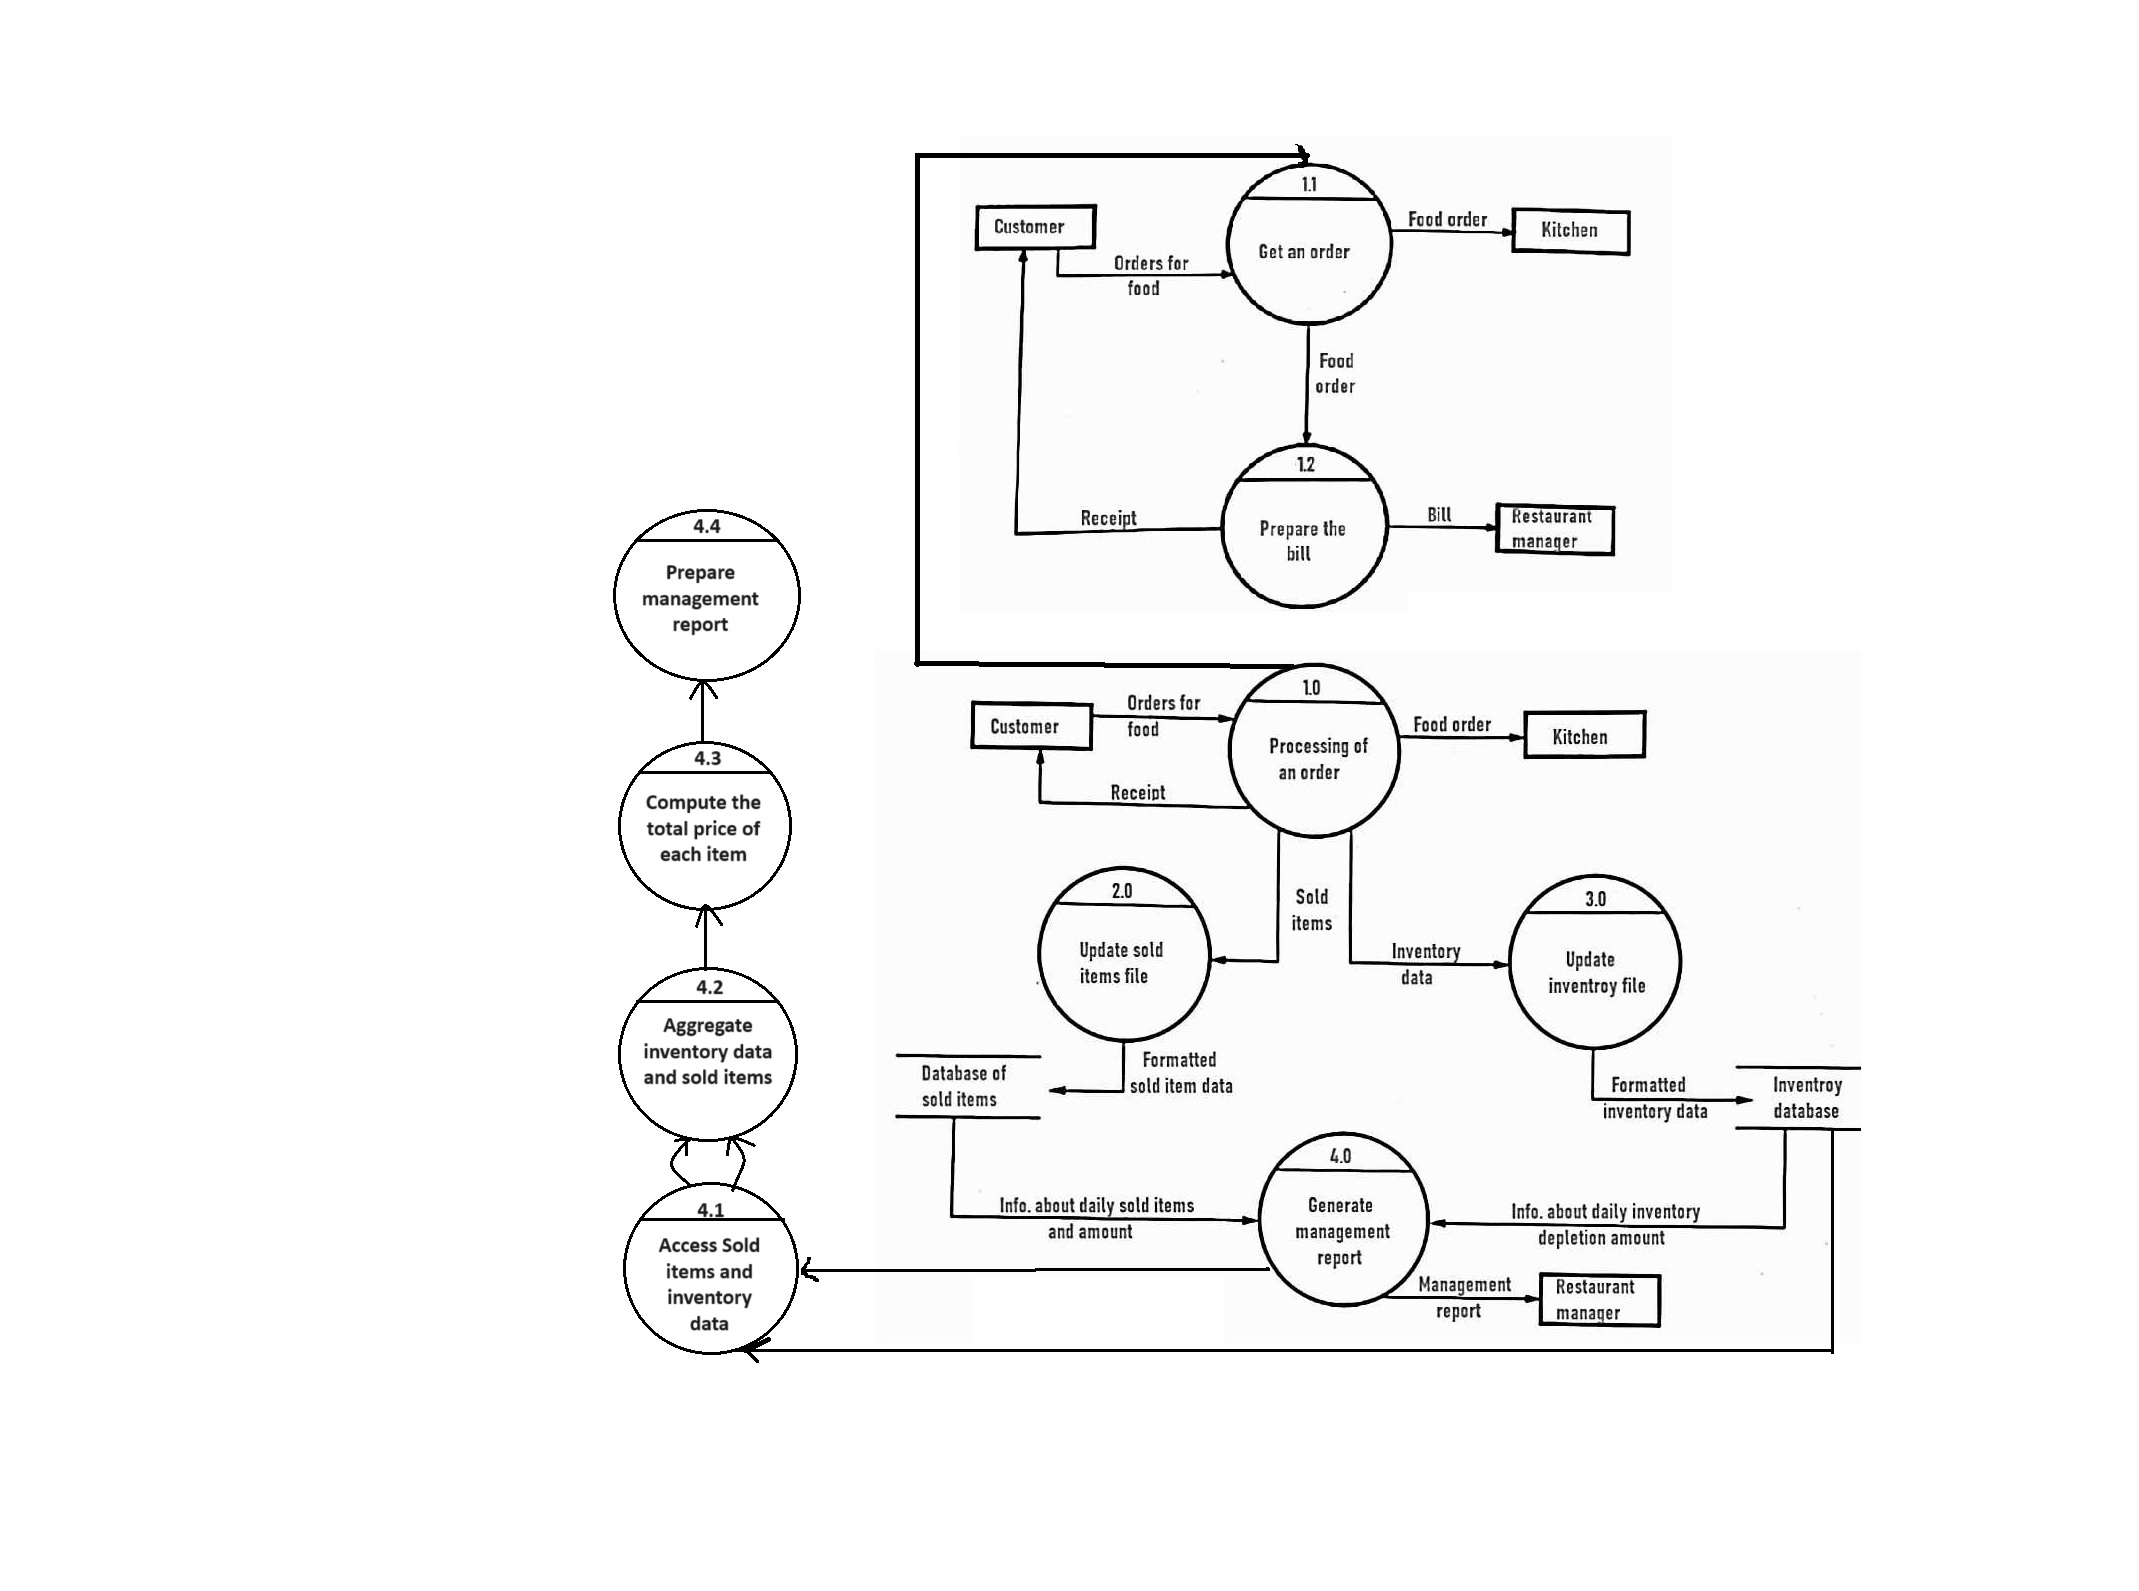 1.1
Customer
Food order
Kitchen
Get an order
Orders for
food
Food
order
1.2
Receipt
Prepare the
bill
Bill
Restaurant
manager
4.4
Prepare
management
report
4.3
Compute the
total price of
each item
4.2
Aggregate
inventory data
and sold items
4.1
Access Sold
items and
inventory
data
1.0
Customer
Orders for
food
Processing of
an order
Food order
Kitchen
Receipt
Sold
items
2.0
Update sold
items file
Inventory
data
3.0
Update
inventroy file
Database of
sold items
Formatted
sold item data
Formatted
inventory data
Inventroy
database
4.0
Generate
management
report
Info. about daily sold items
and amount
Info. about daily inventory
depletion amount
Management
report
Restaurant
manager